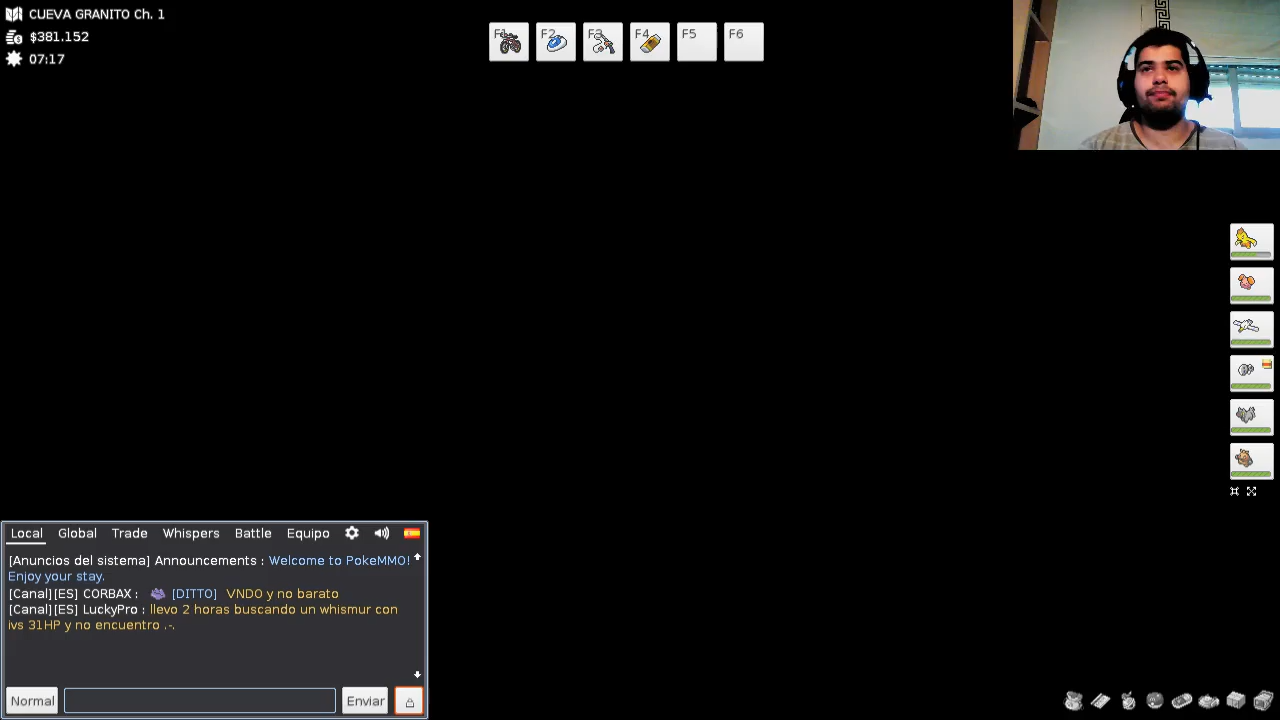 CUEVA GRANITO Ch. 1
$381.152
07:17
F1 F2 F3 F4 F5 F6
Local Global Trade Whispers Battle Equipo
[Anuncios del sistema] Announcements : Welcome to PokeMMO!
Enjoy your stay.
[Canal][ES] CORBAX : [DITTO] VNDO y no barato
[Canal][ES] LuckyPro : llevo 2 horas buscando un whismur con
ivs 31HP y no encuentro .-.
Normal Enviar